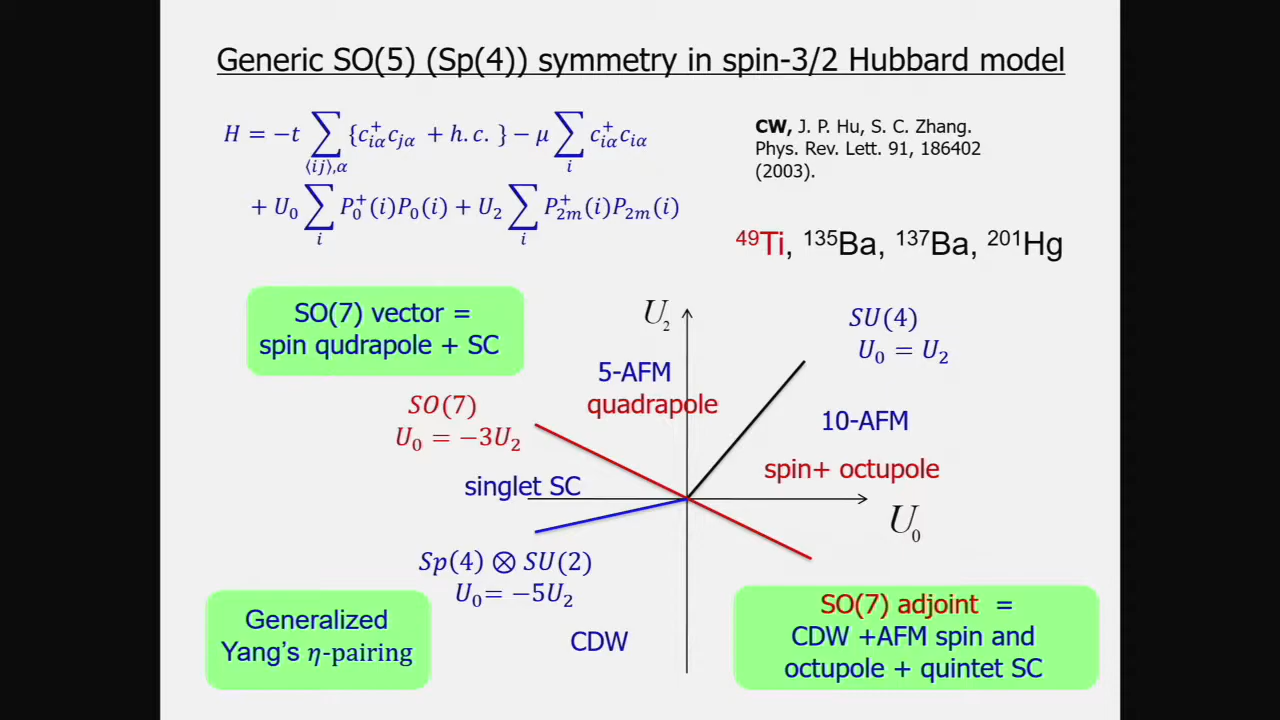 Generic SO(5) (Sp(4)) symmetry in spin-3/2 Hubbard model
H = −t ∑⟨ij⟩,α {c⁺iα cjα + h.c. } − μ ∑i c⁺iα ciα
+ U₀ ∑i P₀⁺(i)P₀(i) + U₂ ∑i P⁺₂m(i)P₂m(i)
CW, J. P. Hu, S. C. Zhang.
Phys. Rev. Lett. 91, 186402
(2003).
⁴⁹Ti, ¹³⁵Ba, ¹³⁷Ba, ²⁰¹Hg
SO(7) vector =
spin qudrapole + SC
U₂
SU(4)
U₀ = U₂
5-AFM
quadrapole
SO(7)
U₀ = −3U₂
10-AFM
spin+ octupole
singlet SC
U₀
Sp(4) ⊗ SU(2)
U₀= −5U₂
Generalized
Yang's η-pairing
CDW
SO(7) adjoint =
CDW +AFM spin and
octupole + quintet SC